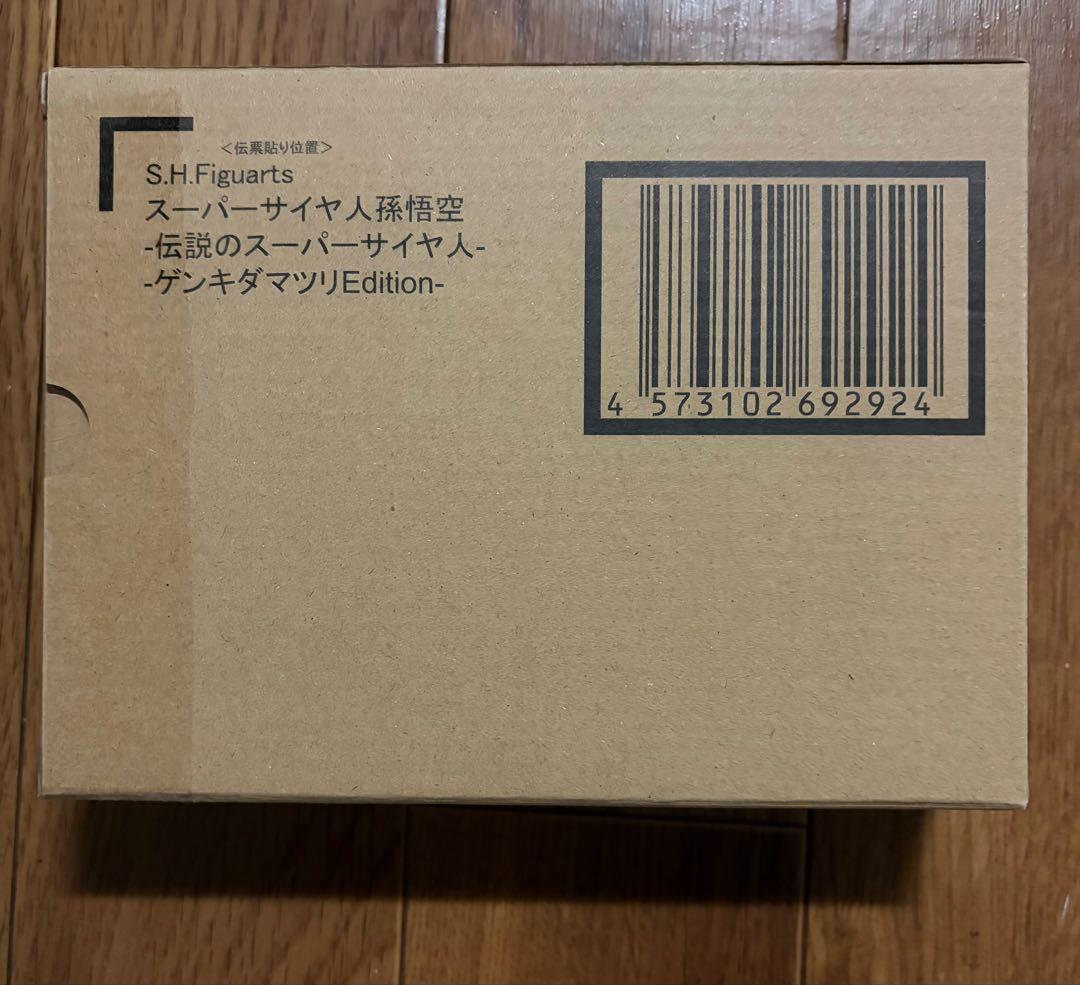 <伝票貼り位置>
S.H.Figuarts
スーパーサイヤ人孫悟空
-伝説のスーパーサイヤ人-
-ゲンキダマツリEdition-
4 573102 692924